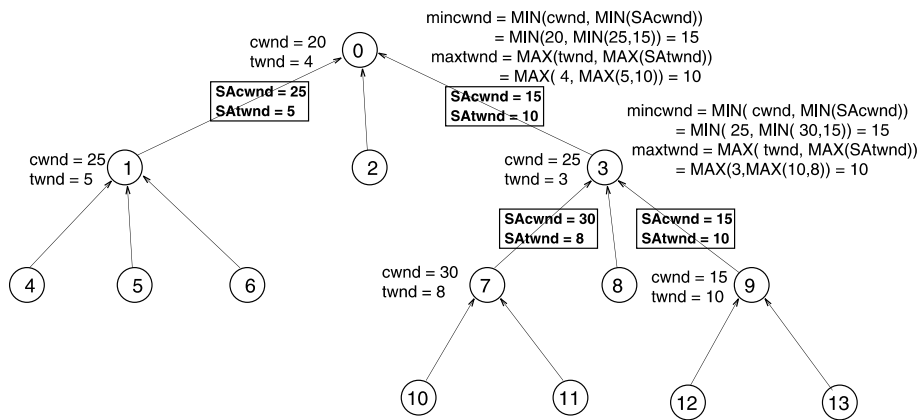 mincwnd = MIN(cwnd, MIN(SAcwnd))
= MIN(20, MIN(25,15)) = 15
maxtwnd = MAX(twnd, MAX(SAtwnd))
= MAX( 4, MAX(5,10)) = 10
cwnd = 20
twnd = 4
0
SAcwnd = 25
SAtwnd = 5
SAcwnd = 15
SAtwnd = 10
mincwnd = MIN( cwnd, MIN(SAcwnd))
= MIN( 25, MIN( 30,15)) = 15
maxtwnd = MAX( twnd, MAX(SAtwnd))
= MAX(3,MAX(10,8)) = 10
cwnd = 25
twnd = 5
1
2
cwnd = 25
twnd = 3
3
SAcwnd = 30
SAtwnd = 8
SAcwnd = 15
SAtwnd = 10
4
5
6
cwnd = 30
twnd = 8
7
8
cwnd = 15
twnd = 10
9
10
11
12
13